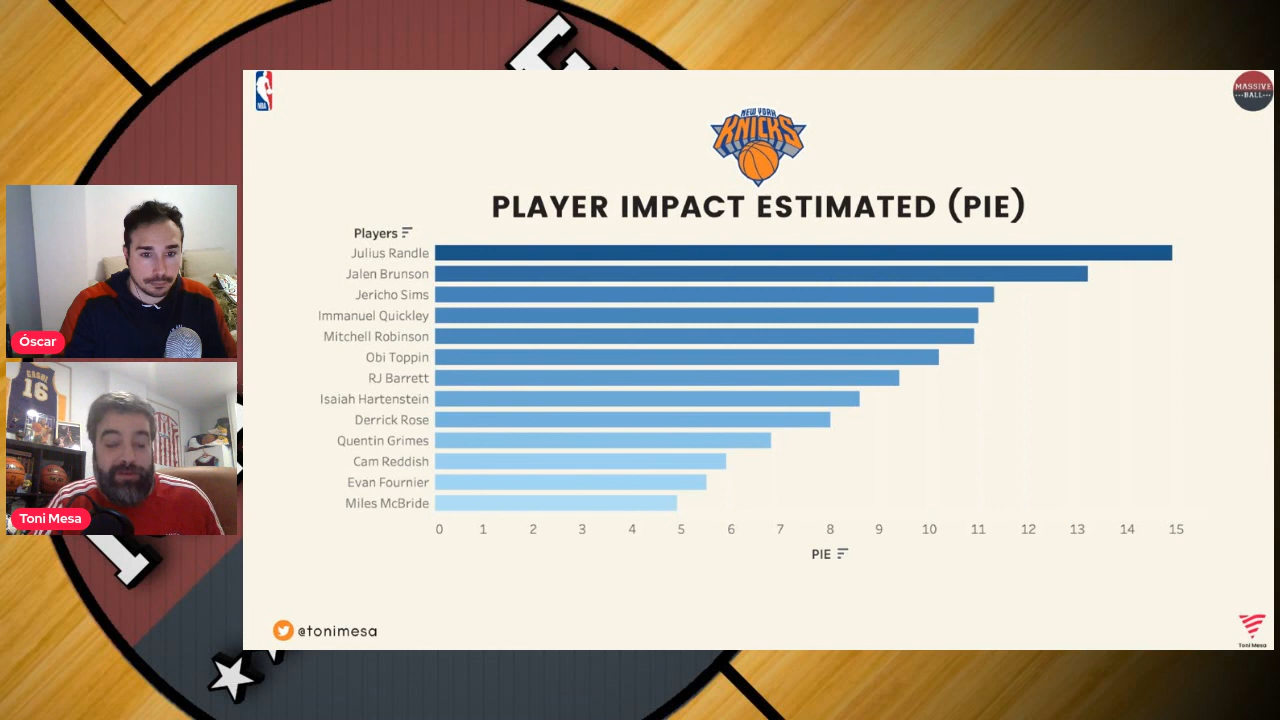 NBA
MASSIVE
BALL
NEW YORK
KNICKS
PLAYER IMPACT ESTIMATED (PIE)
Players
Julius Randle
Jalen Brunson
Jericho Sims
Immanuel Quickley
Mitchell Robinson
Obi Toppin
RJ Barrett
Isaiah Hartenstein
Derrick Rose
Quentin Grimes
Cam Reddish
Evan Fournier
Miles McBride
0 1 2 3 4 5 6 7 8 9 10 11 12 13 14 15
PIE
@tonimesa
Toni Mesa
Óscar
GASOL
16
Toni Mesa